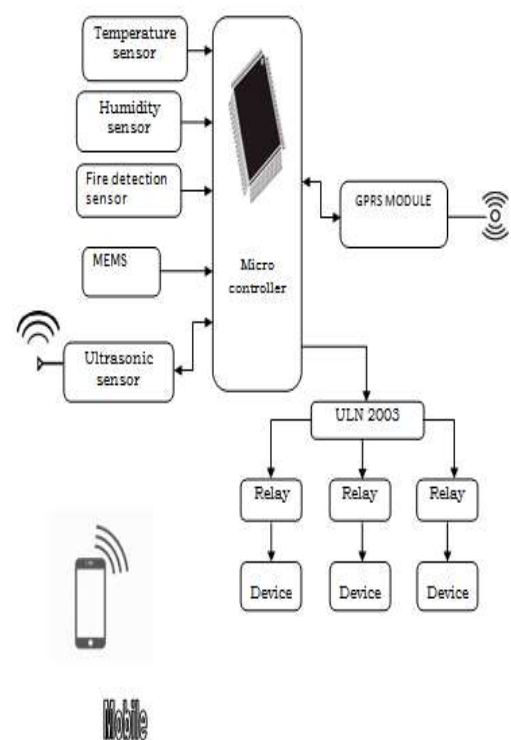 Temperature
sensor
Humidity
sensor
Fire detection
sensor
MEMS
Ultrasonic
sensor
Micro
controller
GPRS MODULE
ULN 2003
Relay
Relay
Relay
Device
Device
Device
Mobile